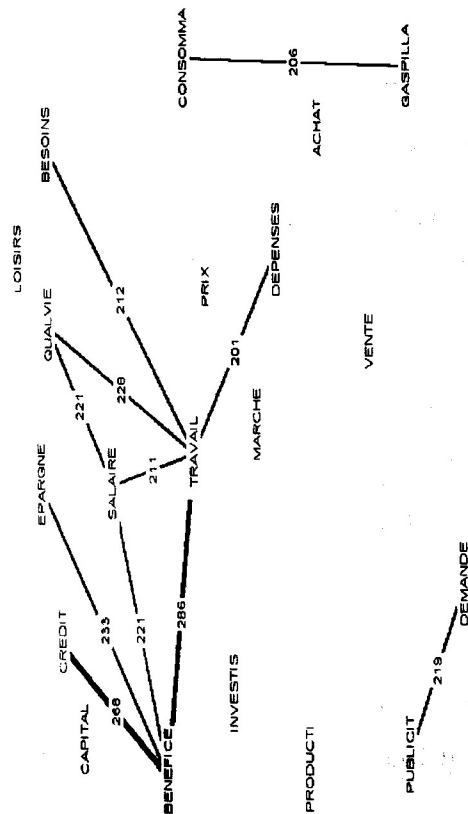 LOISIRS
EPARGNE
QUALVIE
BESOINS
CREDIT
221
CAPITAL
233
SALAIRE
268
212
228
221
211
BENEFICE
286
TRAVAIL
CONSOMMA
PRIX
INVESTIS
201
MARCHE
DEPENSES
206
PRODUCTI
ACHAT
VENTE
PUBLICIT
GASPILLA
219
DEMANDE